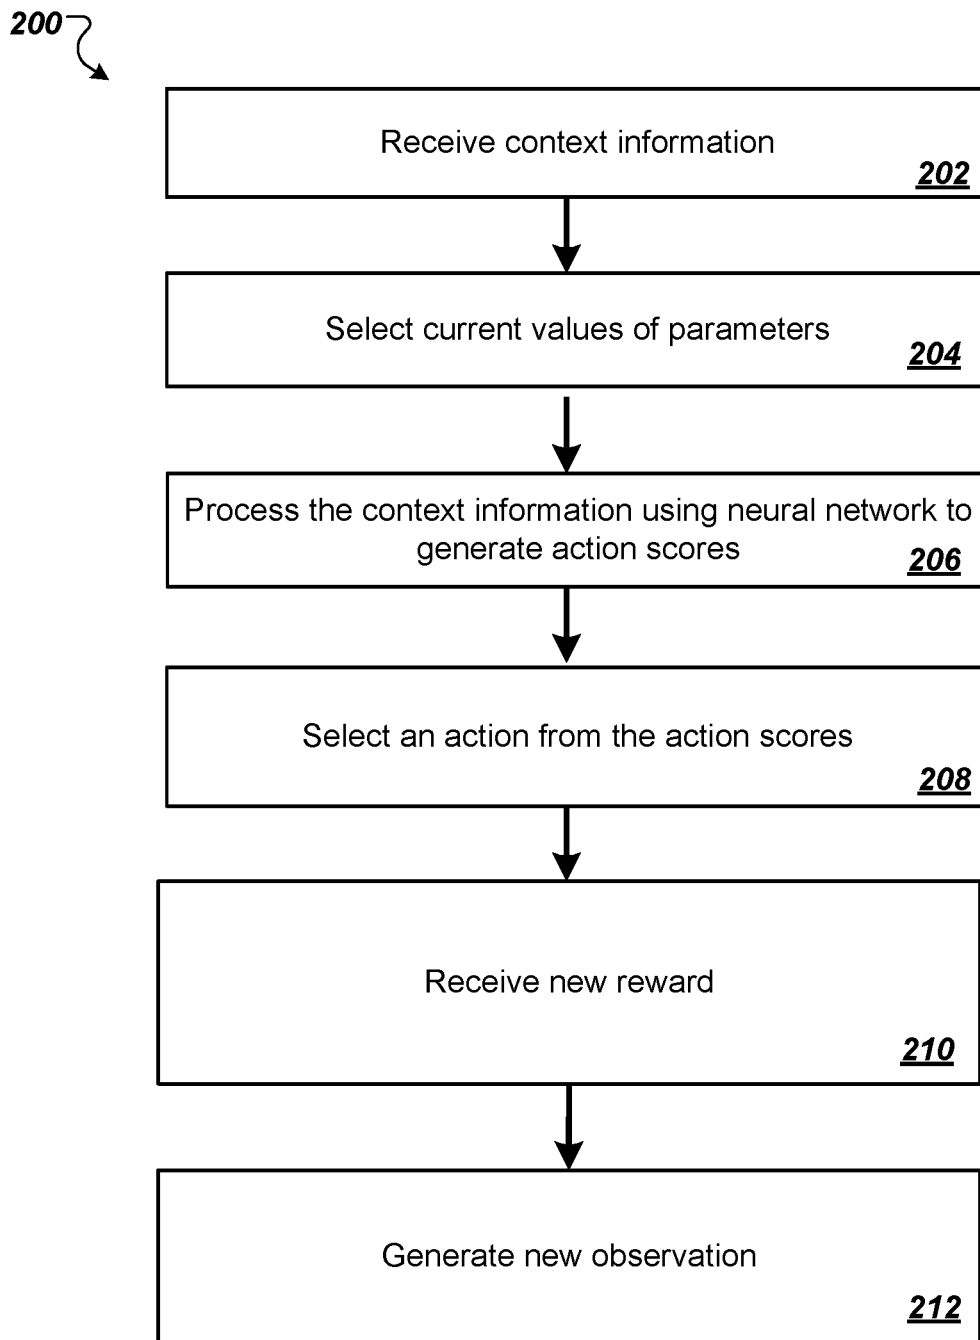 200
Receive context information
202
Select current values of parameters
204
Process the context information using neural network to
generate action scores
206
Select an action from the action scores
208
Receive new reward
210
Generate new observation
212